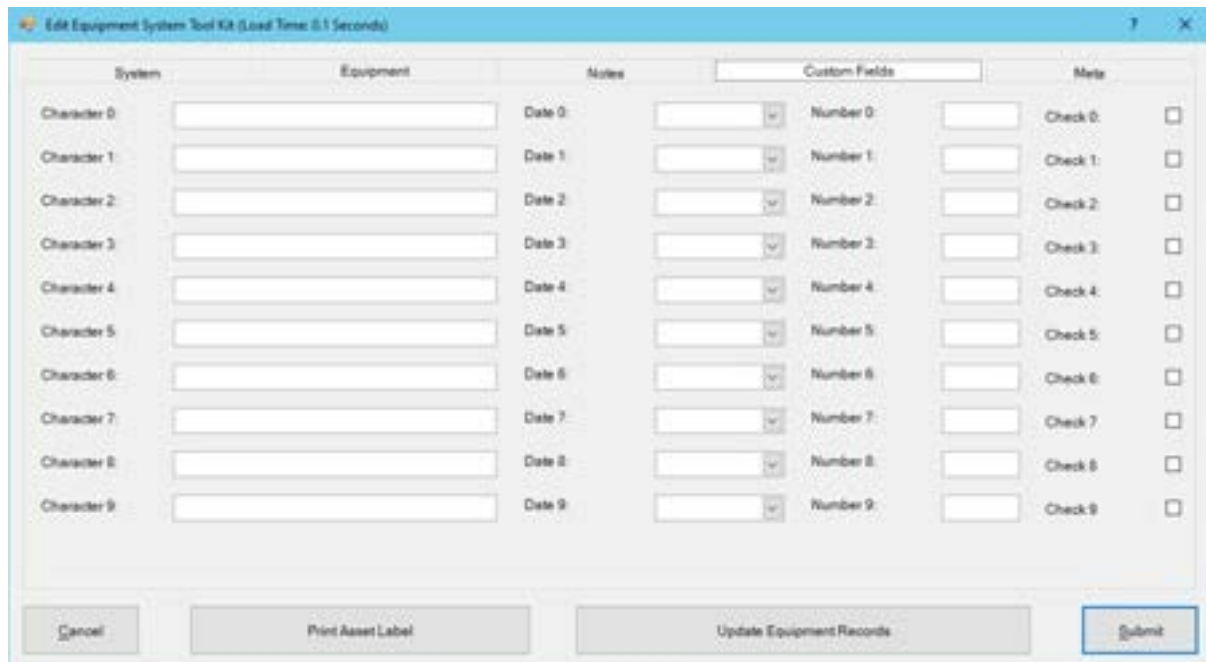 Edit Equipment System Tool Kit (Load Time: 0.1 Seconds) ? X
System Equipment Notes Custom Fields Meta
Character 0: Date 0: Number 0: Check 0:
Character 1: Date 1: Number 1: Check 1:
Character 2: Date 2: Number 2: Check 2:
Character 3: Date 3: Number 3: Check 3:
Character 4: Date 4: Number 4: Check 4:
Character 5: Date 5: Number 5: Check 5:
Character 6: Date 6: Number 6: Check 6:
Character 7: Date 7: Number 7: Check 7
Character 8: Date 8: Number 8: Check 8
Character 9: Date 9: Number 9: Check 9
Cancel Print Asset Label Update Equipment Records Submit